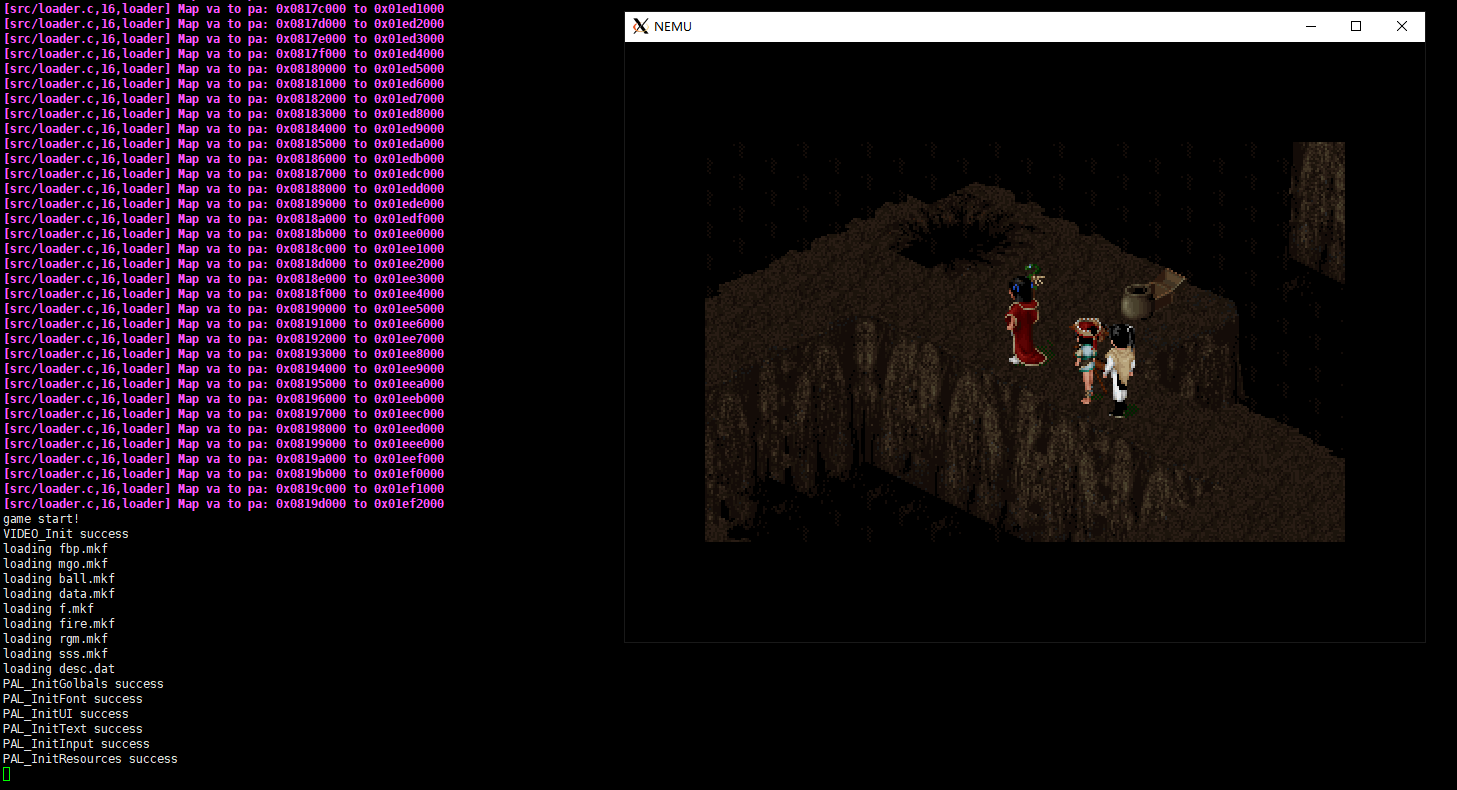 [src/loader.c,16,loader] Map va to pa: 0x0817c000 to 0x01ed1000
[src/loader.c,16,loader] Map va to pa: 0x0817d000 to 0x01ed2000
[src/loader.c,16,loader] Map va to pa: 0x0817e000 to 0x01ed3000
[src/loader.c,16,loader] Map va to pa: 0x0817f000 to 0x01ed4000
[src/loader.c,16,loader] Map va to pa: 0x08180000 to 0x01ed5000
[src/loader.c,16,loader] Map va to pa: 0x08181000 to 0x01ed6000
[src/loader.c,16,loader] Map va to pa: 0x08182000 to 0x01ed7000
[src/loader.c,16,loader] Map va to pa: 0x08183000 to 0x01ed8000
[src/loader.c,16,loader] Map va to pa: 0x08184000 to 0x01ed9000
[src/loader.c,16,loader] Map va to pa: 0x08185000 to 0x01eda000
[src/loader.c,16,loader] Map va to pa: 0x08186000 to 0x01edb000
[src/loader.c,16,loader] Map va to pa: 0x08187000 to 0x01edc000
[src/loader.c,16,loader] Map va to pa: 0x08188000 to 0x01edd000
[src/loader.c,16,loader] Map va to pa: 0x08189000 to 0x01ede000
[src/loader.c,16,loader] Map va to pa: 0x0818a000 to 0x01edf000
[src/loader.c,16,loader] Map va to pa: 0x0818b000 to 0x01ee0000
[src/loader.c,16,loader] Map va to pa: 0x0818c000 to 0x01ee1000
[src/loader.c,16,loader] Map va to pa: 0x0818d000 to 0x01ee2000
[src/loader.c,16,loader] Map va to pa: 0x0818e000 to 0x01ee3000
[src/loader.c,16,loader] Map va to pa: 0x0818f000 to 0x01ee4000
[src/loader.c,16,loader] Map va to pa: 0x08190000 to 0x01ee5000
[src/loader.c,16,loader] Map va to pa: 0x08191000 to 0x01ee6000
[src/loader.c,16,loader] Map va to pa: 0x08192000 to 0x01ee7000
[src/loader.c,16,loader] Map va to pa: 0x08193000 to 0x01ee8000
[src/loader.c,16,loader] Map va to pa: 0x08194000 to 0x01ee9000
[src/loader.c,16,loader] Map va to pa: 0x08195000 to 0x01eea000
[src/loader.c,16,loader] Map va to pa: 0x08196000 to 0x01eeb000
[src/loader.c,16,loader] Map va to pa: 0x08197000 to 0x01eec000
[src/loader.c,16,loader] Map va to pa: 0x08198000 to 0x01eed000
[src/loader.c,16,loader] Map va to pa: 0x08199000 to 0x01eee000
[src/loader.c,16,loader] Map va to pa: 0x0819a000 to 0x01eef000
[src/loader.c,16,loader] Map va to pa: 0x0819b000 to 0x01ef0000
[src/loader.c,16,loader] Map va to pa: 0x0819c000 to 0x01ef1000
[src/loader.c,16,loader] Map va to pa: 0x0819d000 to 0x01ef2000
game start!
VIDEO_Init success
loading fbp.mkf
loading mgo.mkf
loading ball.mkf
loading data.mkf
loading f.mkf
loading fire.mkf
loading rgm.mkf
loading sss.mkf
loading desc.dat
PAL_InitGolbals success
PAL_InitFont success
PAL_InitUI success
PAL_InitText success
PAL_InitInput success
PAL_InitResources success
NEMU